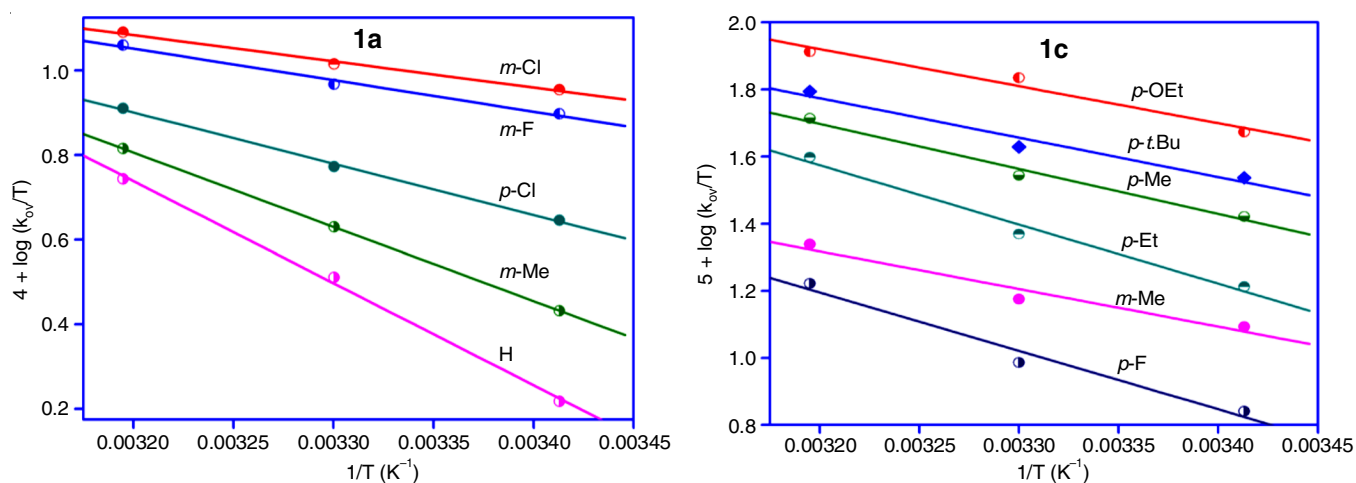 1a
m-Cl
m-F
p-Cl
m-Me
H
1.0
0.8
0.6
0.4
0.2
4 + log (kov/T)
0.00320 0.00325 0.00330 0.00335 0.00340 0.00345
1/T (K⁻¹)
1c
p-OEt
p-t.Bu
p-Me
p-Et
m-Me
p-F
2.0
1.8
1.6
1.4
1.2
1.0
0.8
5 + log (kov/T)
0.00320 0.00325 0.00330 0.00335 0.00340 0.00345
1/T (K⁻¹)